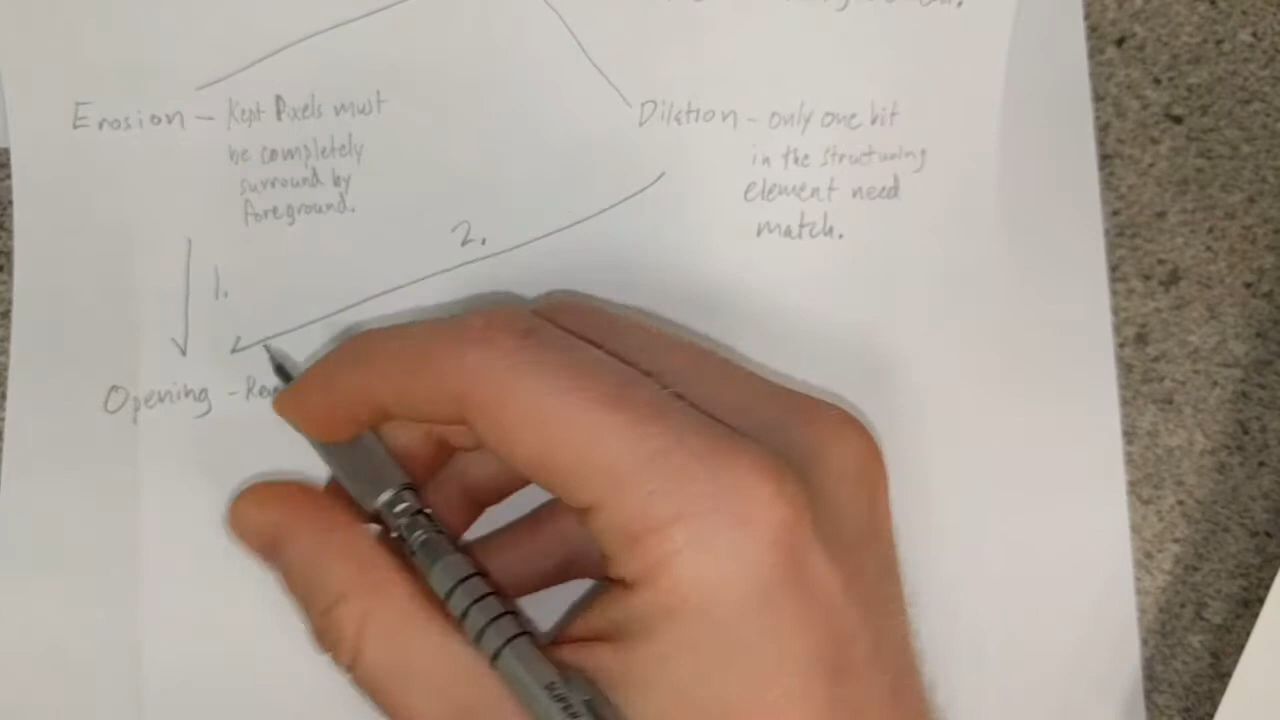 Erosion - Kept Pixels must
be completely
surround by
foreground.
Dilation - only one bit
in the structuring
element need
match.
2.
1.
Opening - Rem